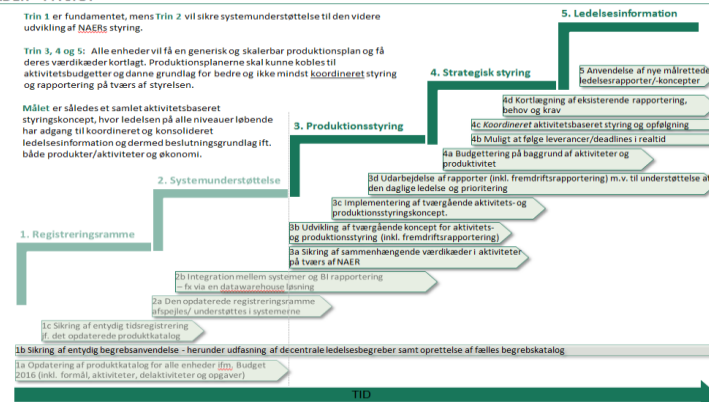 Trin 1 er fundamentet, mens Trin 2 vil sikre systemunderstøttelse til den videre
udvikling af NAERs styring.
Trin 3, 4 og 5: Alle enheder vil få en generisk og skalerbar produktionsplan og få
deres værdikæder kortlagt. Produktionsplanerne skal kunne kobles til
aktivitetsbudgetter og danne grundlag for bedre og ikke mindst koordineret styring
og rapportering på tværs af styrelsen.
Målet er således et samlet aktivitetsbaseret
styringskoncept, hvor ledelsen på alle niveauer løbende
har adgang til koordineret og konsolideret
ledelsesinformation og dermed beslutningsgrundlag ift.
både produkter/aktiviteter og økonomi.
5. Ledelsesinformation
5 Anvendelse af nye målrettede
ledelsesrapporter/-koncepter
4. Strategisk styring
4d Kortlægning af eksisterende rapportering,
behov og krav
4c Koordineret aktivitetsbaseret styring og opfølgning
4b Muligt at følge leverancer/deadlines i realtid
4a Budgettering på baggrund af aktiviteter og
produktivitet
3. Produktionsstyring
3d Udarbejdelse af rapporter (inkl. fremdriftsrapportering) m.v. til understøttelse af
den daglige ledelse og prioritering
3c Implementering af tværgående aktivitets- og
produktionsstyringskoncept.
3b Udvikling af tværgående koncept for aktivitets-
og produktionsstyring (inkl. fremdriftsrapportering)
3a Sikring af sammenhængende værdikæder i aktiviteter
på tværs af NAER
2. Systemunderstøttelse
2b Integration mellem systemer og BI rapportering
– fx via en datawarehouse løsning
2a Den opdaterede registreringsramme
afspejles/ understøttes i systemerne
1. Registreringsramme
1c Sikring af entydig tidsregistrering
jf. det opdaterede produktkatalog
1b Sikring af entydig begrebsanvendelse - herunder udfasning af decentrale ledelsesbegreber samt oprettelse af fælles begrebskatalog
1a Opdatering af produktkatalog for alle enheder ifm. Budget
2016 (inkl. formål, aktiviteter, delaktiviteter og opgaver)
TID